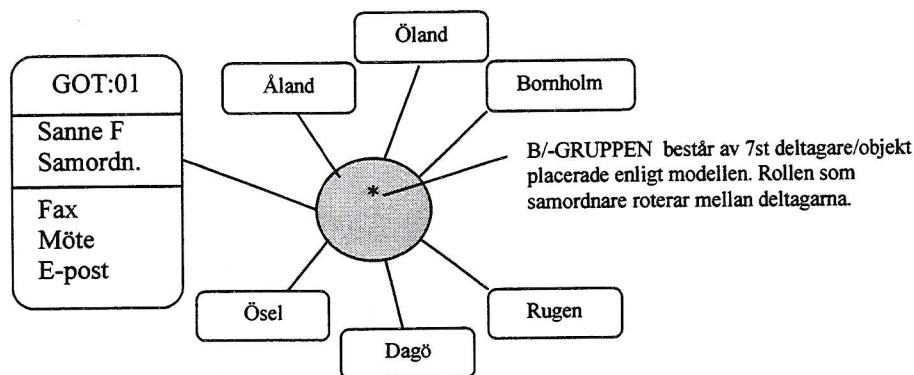 Öland
Åland
Bornholm
GOT:01
Sanne F
Samordn.
Fax
Möte
E-post
*
B/-GRUPPEN består av 7st deltagare/objekt
placerade enligt modellen. Rollen som
samordnare roterar mellan deltagarna.
Ösel
Dagö
Rugen